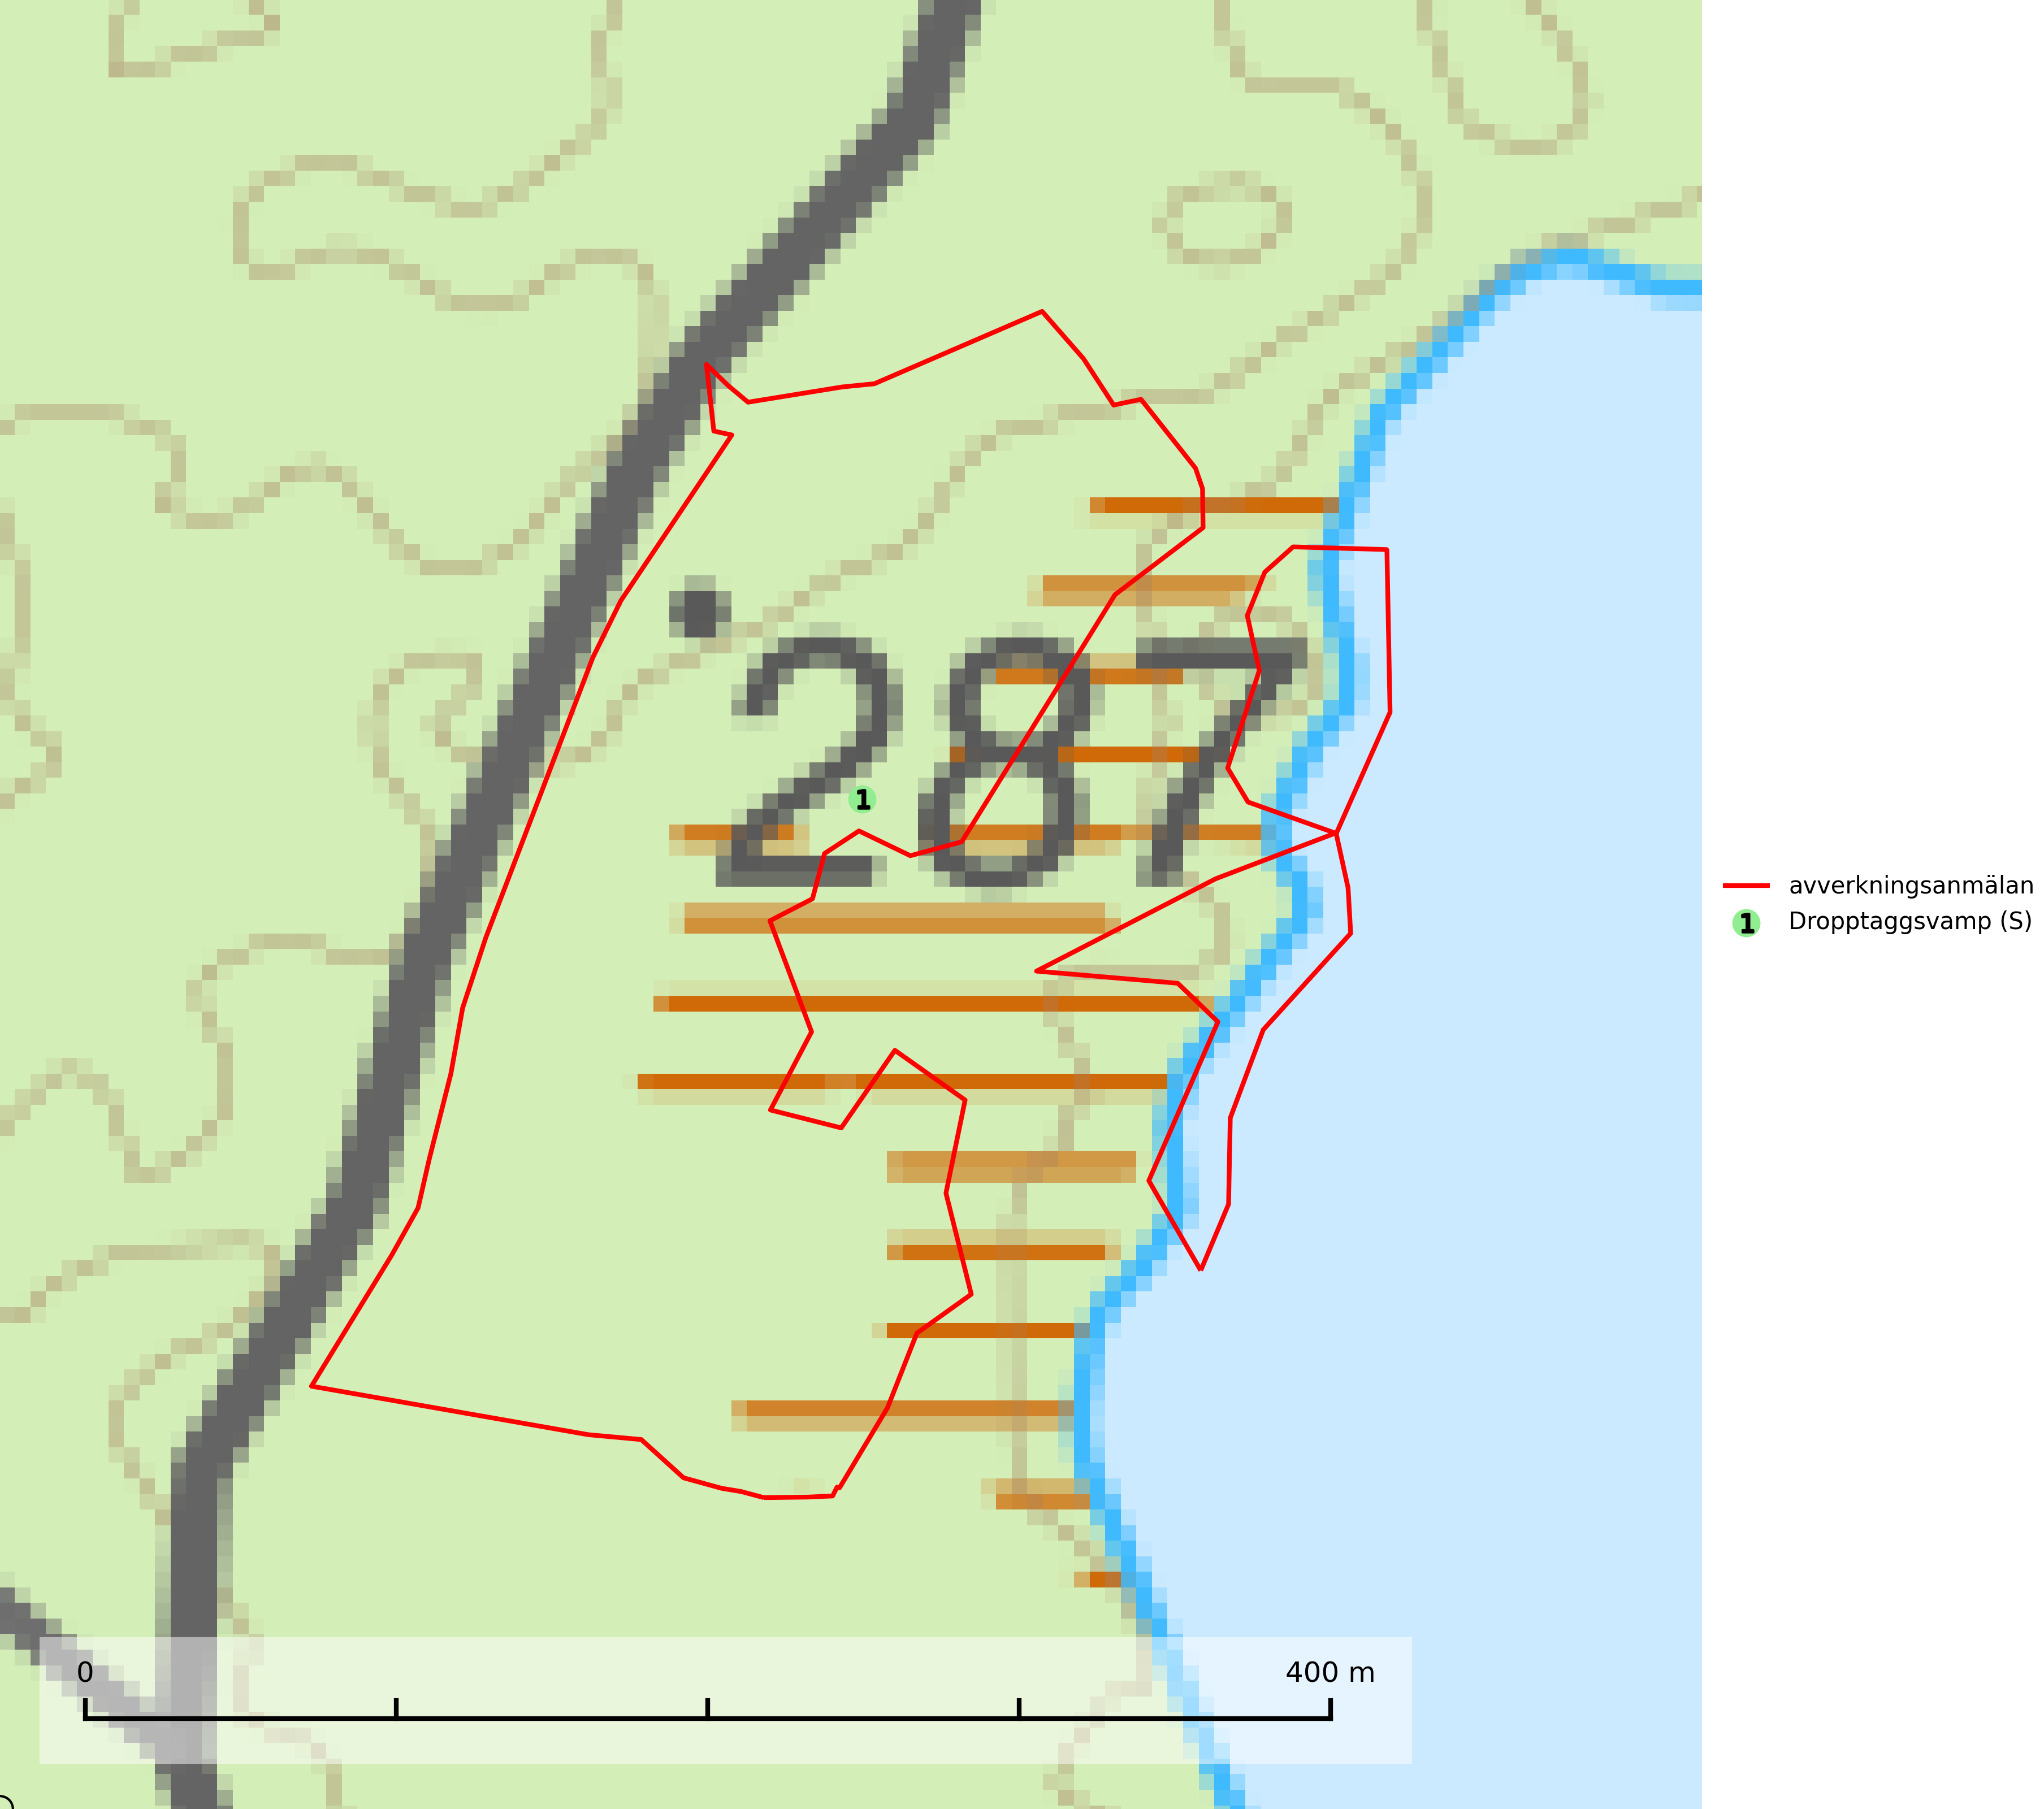 .287
1
avverkningsanmälan
1 Dropptaggsvamp (S)
0 400 m